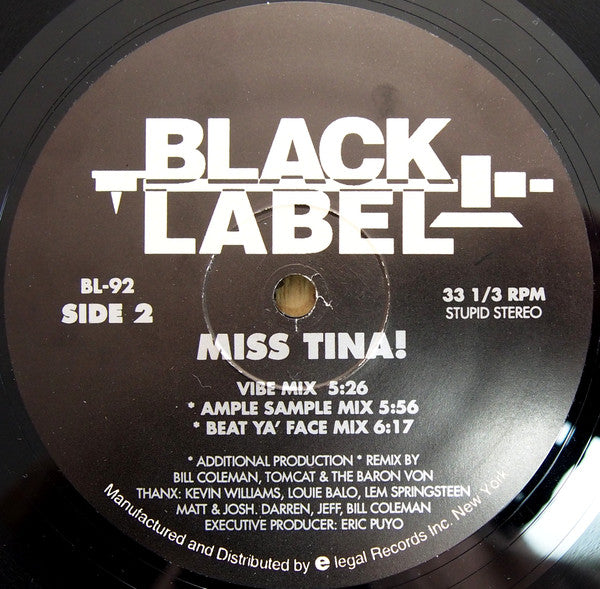 BLACK
LABEL
BL-92
SIDE 2
33 1/3 RPM
STUPID STEREO
MISS TINA!
VIBE MIX 5:26
* AMPLE SAMPLE MIX 5:56
* BEAT YA' FACE MIX 6:17
* ADDITIONAL PRODUCTION * REMIX BY
BILL COLEMAN, TOMCAT & THE BARON VON
THANX: KEVIN WILLIAMS, LOUIE BALO, LEM SPRINGSTEEN
MATT & JOSH. DARREN, JEFF, BILL COLEMAN
EXECUTIVE PRODUCER: ERIC PUYO
Manufactured and Distributed by e legal Records Inc. New York